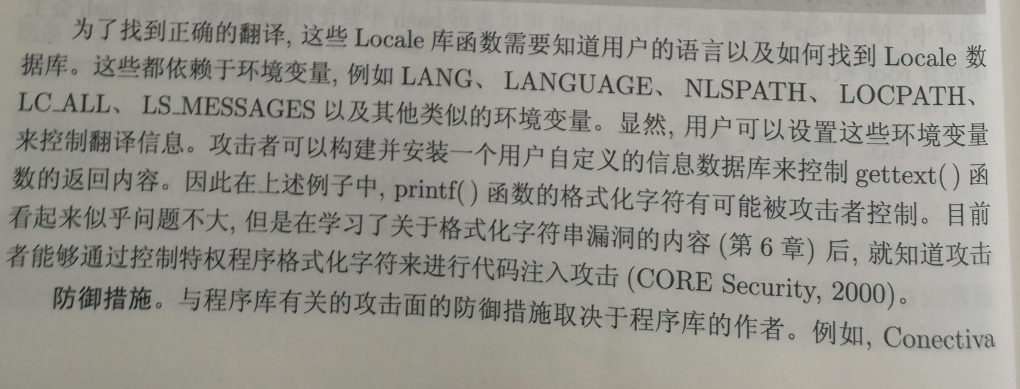 为了找到正确的翻译, 这些 Locale 库函数需要知道用户的语言以及如何找到 Locale 数
据库。这些都依赖于环境变量, 例如 LANG、 LANGUAGE、 NLSPATH、 LOCPATH、
LC_ALL、 LS_MESSAGES 以及其他类似的环境变量。显然, 用户可以设置这些环境变量
来控制翻译信息。攻击者可以构建并安装一个用户自定义的信息数据库来控制 gettext( ) 函
数的返回内容。因此在上述例子中, printf( ) 函数的格式化字符有可能被攻击者控制。目前
看起来似乎问题不大, 但是在学习了关于格式化字符串漏洞的内容 (第 6 章) 后, 就知道攻击
者能够通过控制特权程序格式化字符来进行代码注入攻击 (CORE Security, 2000)。
防御措施。与程序库有关的攻击面的防御措施取决于程序库的作者。例如, Conectiva